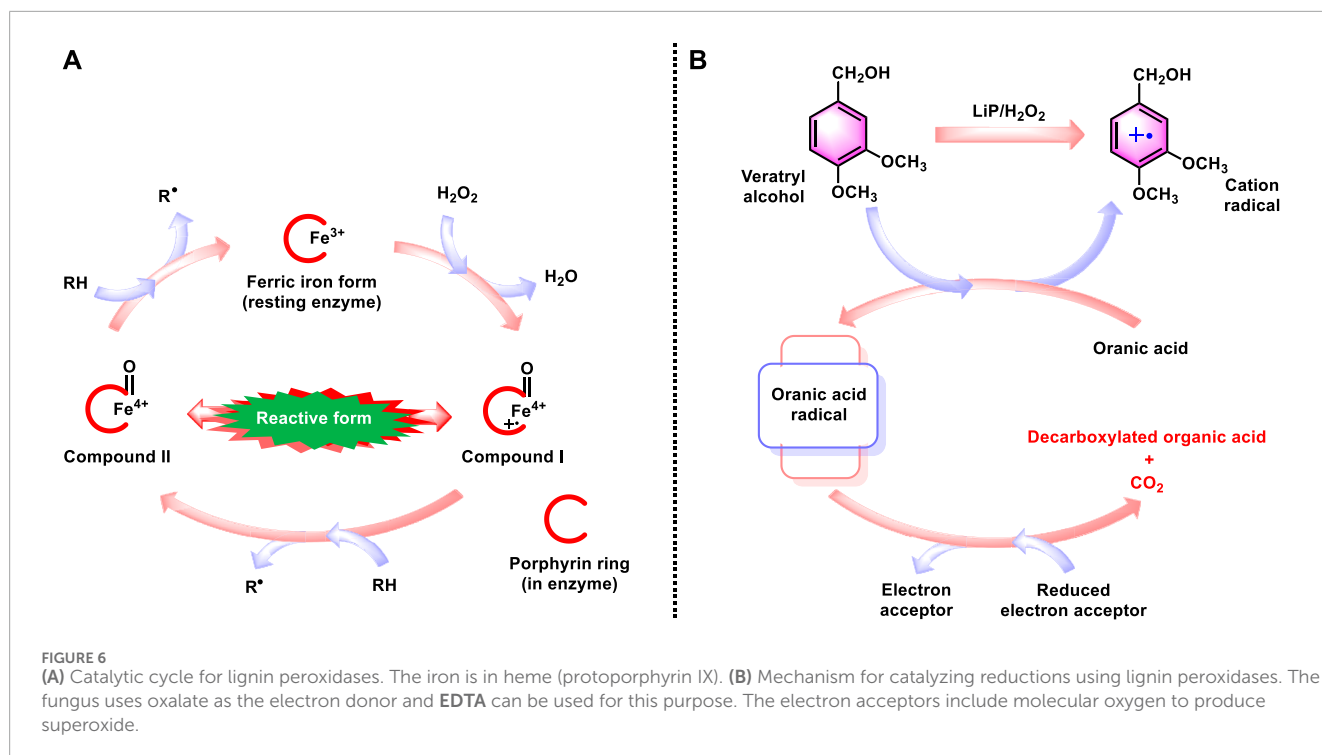 A
R•
H₂O₂
Fe³⁺
RH
Ferric iron form
(resting enzyme)
H₂O
O
Fe⁴⁺
Compound II
Reactive form
O
Fe⁴⁺
+•
Compound I
Porphyrin ring
(in enzyme)
R•
RH
B
CH₂OH
OCH₃
OCH₃
Veratryl
alcohol
LiP/H₂O₂
CH₂OH
+•
OCH₃
OCH₃
Cation
radical
Oranic acid
Oranic acid
radical
Decarboxylated organic acid
+
CO₂
Electron
acceptor
Reduced
electron acceptor
FIGURE 6
(A) Catalytic cycle for lignin peroxidases. The iron is in heme (protoporphyrin IX). (B) Mechanism for catalyzing reductions using lignin peroxidases. The
fungus uses oxalate as the electron donor and EDTA can be used for this purpose. The electron acceptors include molecular oxygen to produce
superoxide.